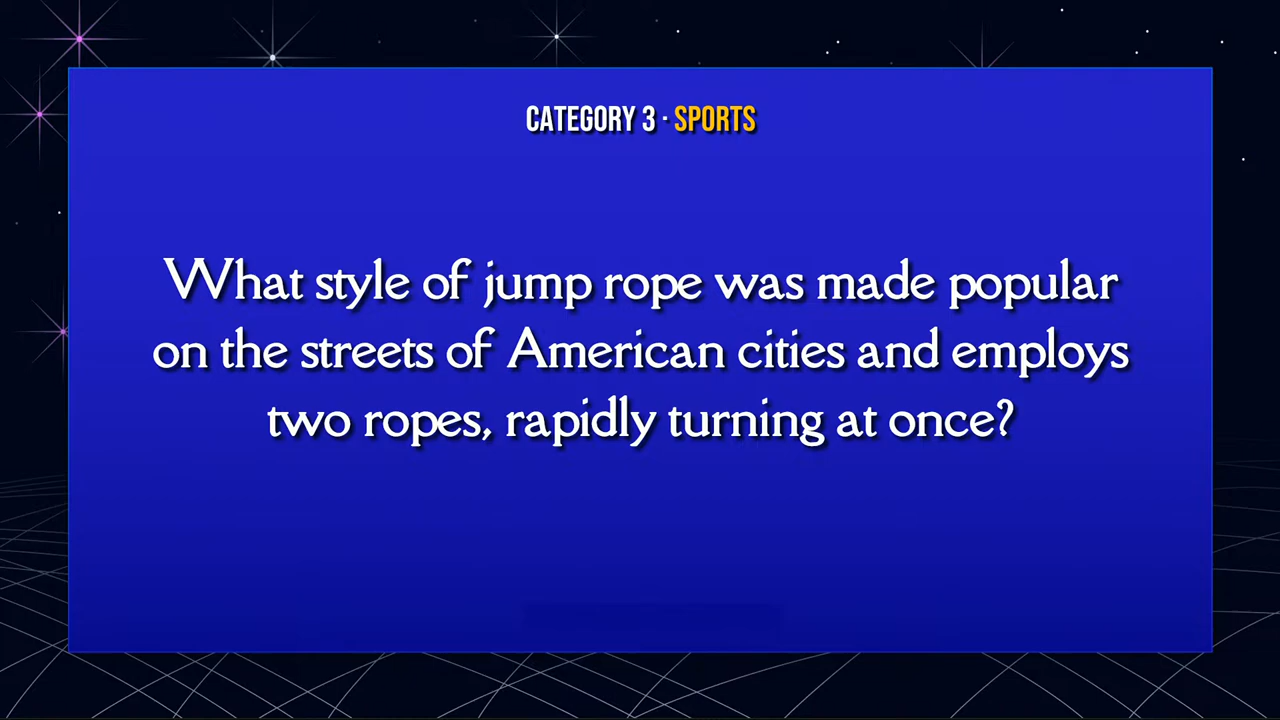 CATEGORY 3 · SPORTS
What style of jump rope was made popular
on the streets of American cities and employs
two ropes, rapidly turning at once?